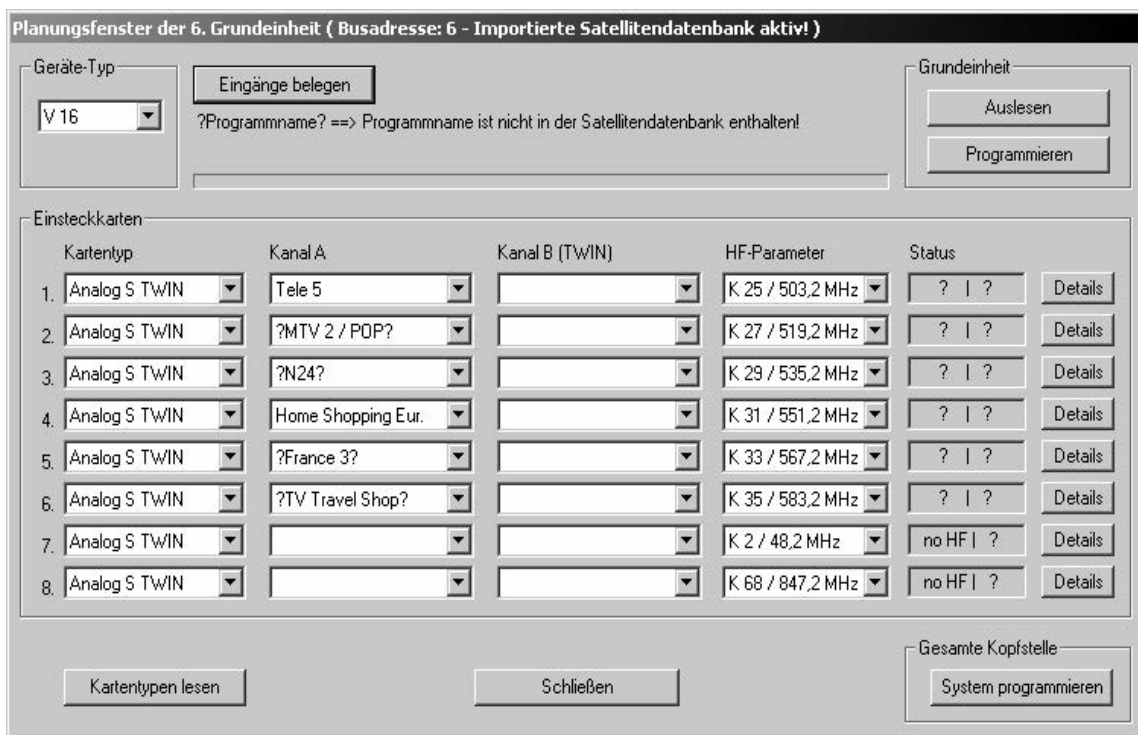 Planungsfenster der 6. Grundeinheit ( Busadresse: 6 - Importierte Satellitendatenbank aktiv! )
Geräte-Typ
V 16
Eingänge belegen
?Programmname? ==> Programmname ist nicht in der Satellitendatenbank enthalten!
Grundeinheit
Auslesen
Programmieren
Einsteckkarten
Kartentyp Kanal A Kanal B (TWIN) HF-Parameter Status
1. Analog S TWIN Tele 5 K 25 / 503,2 MHz ? | ? Details
2. Analog S TWIN ?MTV 2 / POP? K 27 / 519,2 MHz ? | ? Details
3. Analog S TWIN ?N24? K 29 / 535,2 MHz ? | ? Details
4. Analog S TWIN Home Shopping Eur. K 31 / 551,2 MHz ? | ? Details
5. Analog S TWIN ?France 3? K 33 / 567,2 MHz ? | ? Details
6. Analog S TWIN ?TV Travel Shop? K 35 / 583,2 MHz ? | ? Details
7. Analog S TWIN K 2 / 48,2 MHz no HF | ? Details
8. Analog S TWIN K 68 / 847,2 MHz no HF | ? Details
Kartentypen lesen
Schließen
Gesamte Kopfstelle
System programmieren